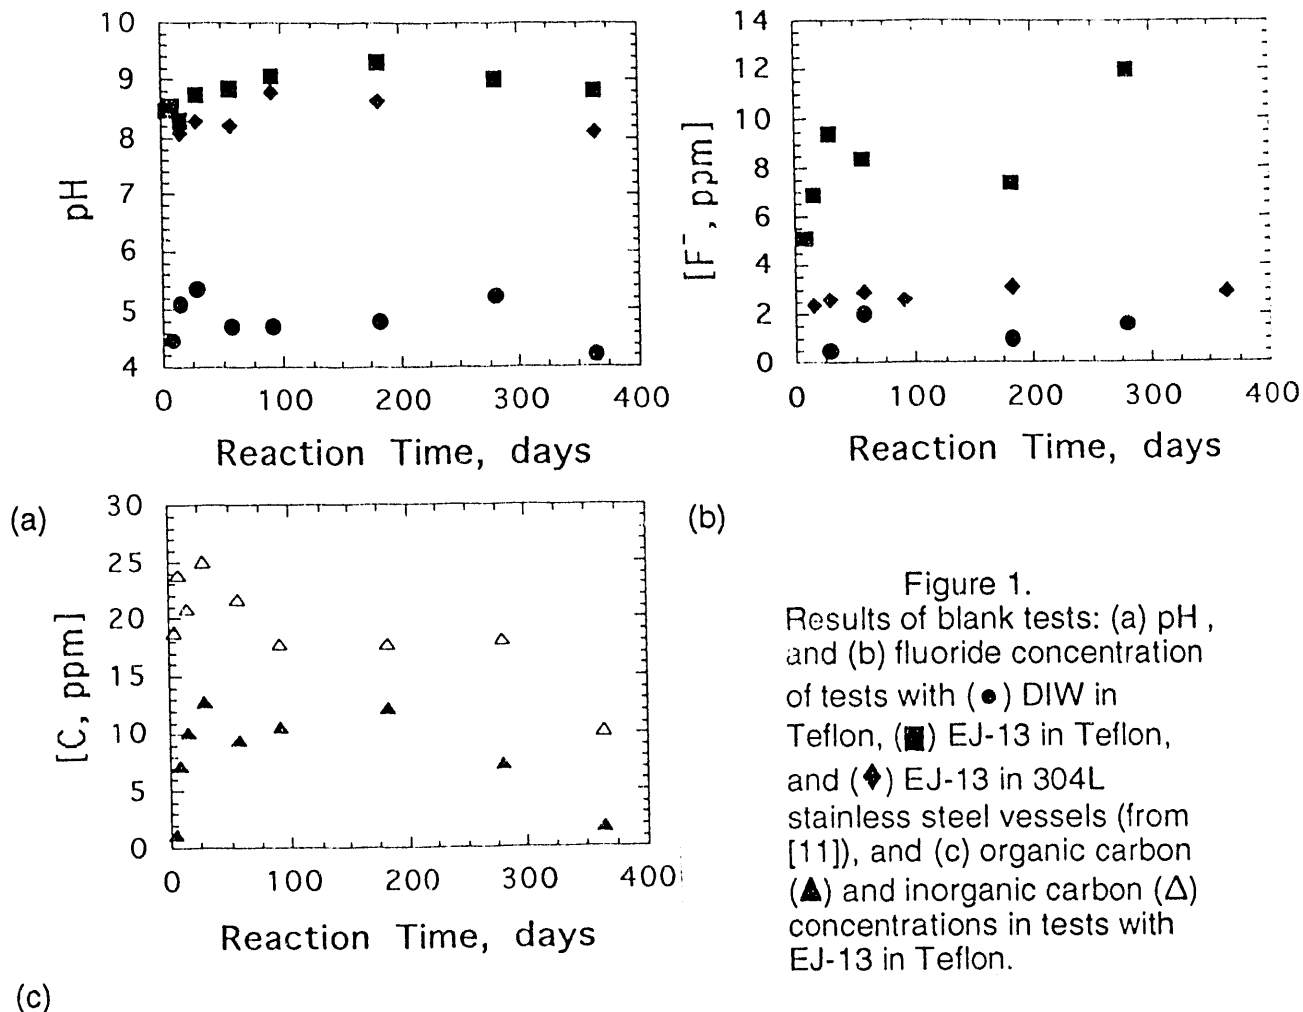 10
9
8
7
6
5
4
pH
0
100
200
300
400
Reaction Time, days
(a)
14
12
10
8
6
4
2
0
[F⁻, ppm]
0
100
200
300
400
Reaction Time, days
(b)
30
25
20
15
10
5
0
[C, ppm]
0
100
200
300
400
Reaction Time, days
(c)
Figure 1.
Results of blank tests: (a) pH ,
and (b) fluoride concentration
of tests with (●) DIW in
Teflon, (■) EJ-13 in Teflon,
and (♦) EJ-13 in 304L
stainless steel vessels (from
[11]), and (c) organic carbon
(▲) and inorganic carbon (△)
concentrations in tests with
EJ-13 in Teflon.